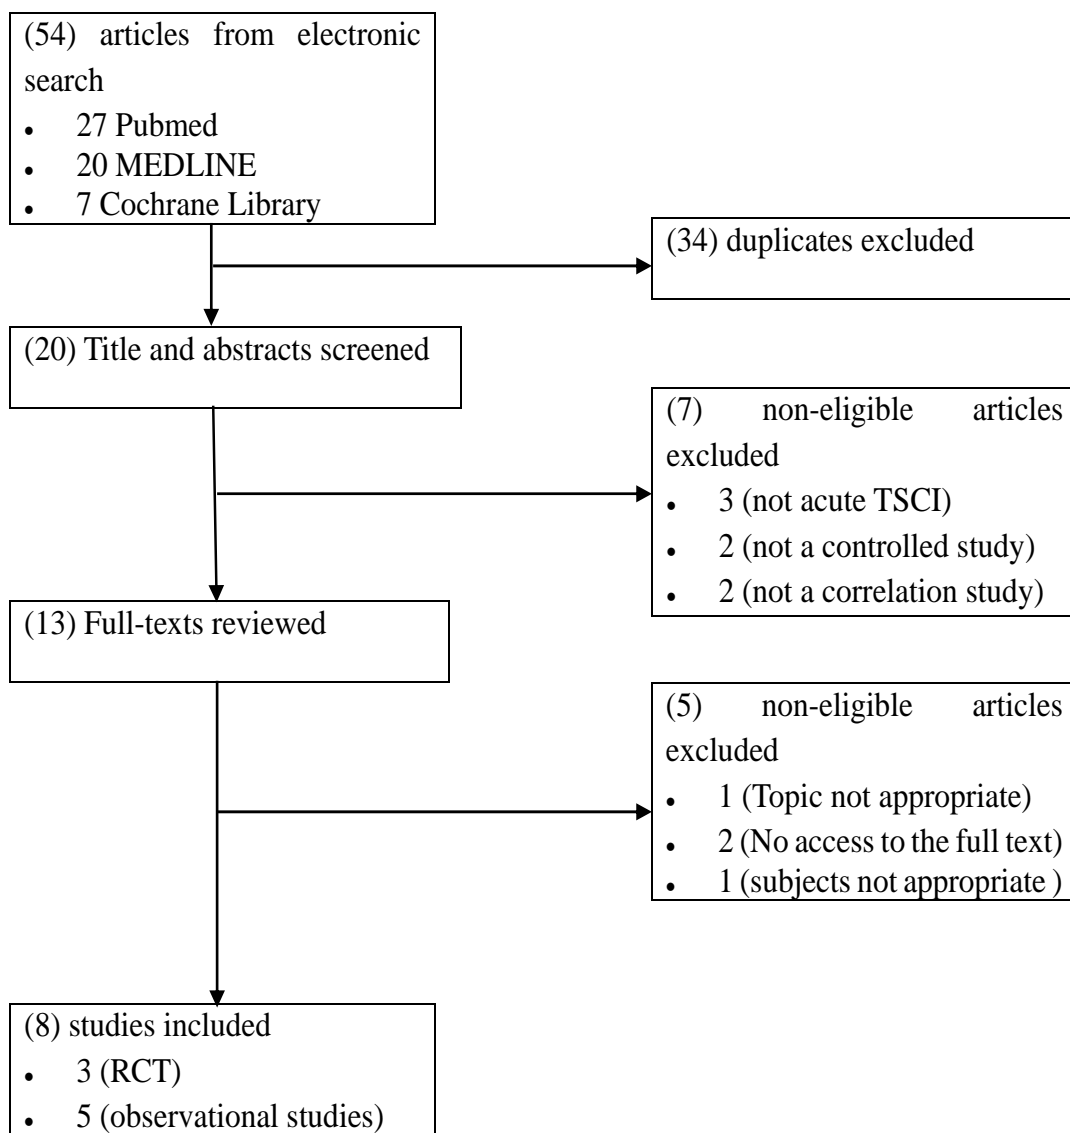 (54) articles from electronic
search
• 27 Pubmed
• 20 MEDLINE
• 7 Cochrane Library
(34) duplicates excluded
(20) Title and abstracts screened
(7) non-eligible articles
excluded
• 3 (not acute TSCI)
• 2 (not a controlled study)
• 2 (not a correlation study)
(13) Full-texts reviewed
(5) non-eligible articles
excluded
• 1 (Topic not appropriate)
• 2 (No access to the full text)
• 1 (subjects not appropriate )
(8) studies included
• 3 (RCT)
• 5 (observational studies)